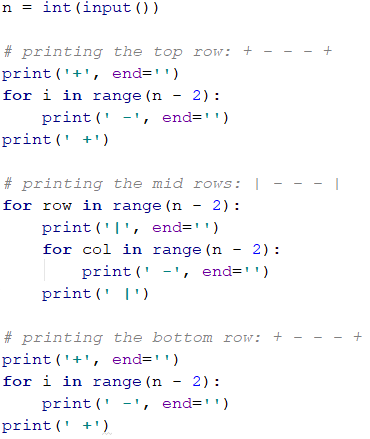 n = int(input())

# printing the top row: + - - - +
print('+', end='')
for i in range(n - 2):
    print(' -', end='')
print(' +')

# printing the mid rows: | - - - |
for row in range(n - 2):
    print('|', end='')
    for col in range(n - 2):
        print(' -', end='')
    print(' |')

# printing the bottom row: + - - - +
print('+', end='')
for i in range(n - 2):
    print(' -', end='')
print(' +')